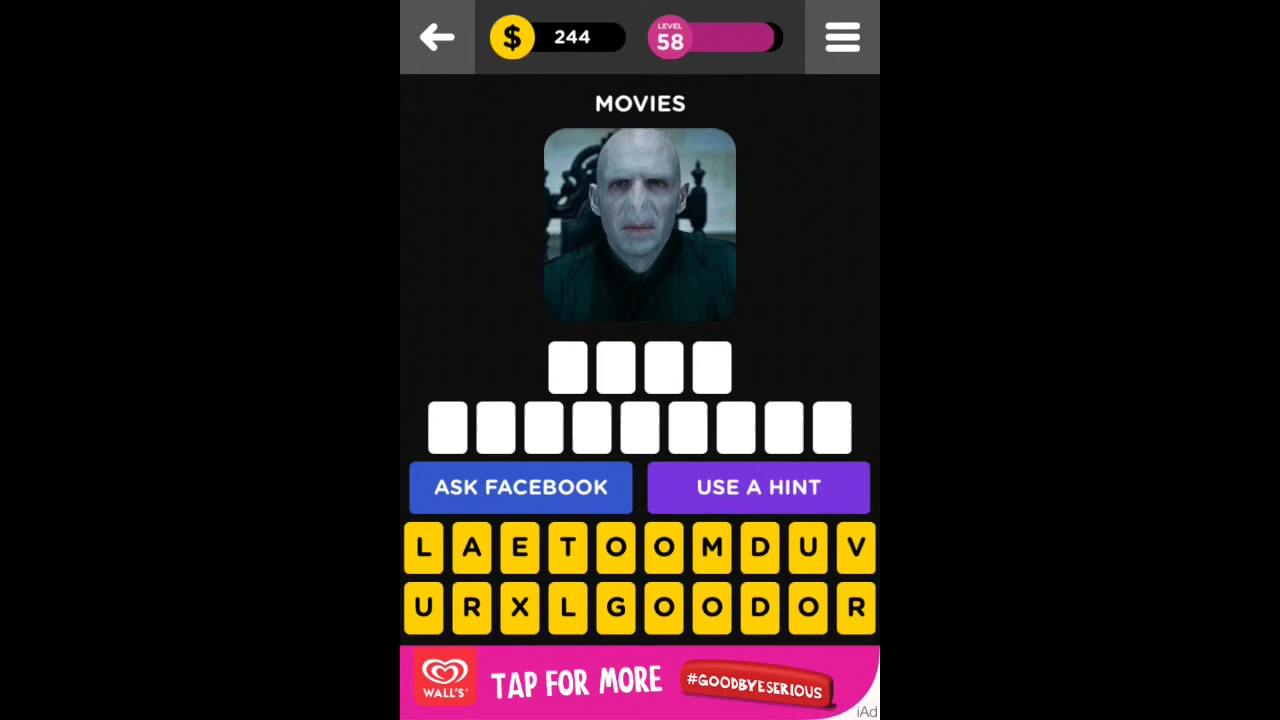 $ 244 LEVEL 58
MOVIES
ASK FACEBOOK USE A HINT
L A E T O O M D U V
U R X L G O O D O R
WALL'S TAP FOR MORE #GOODBYESERIOUS
iAd